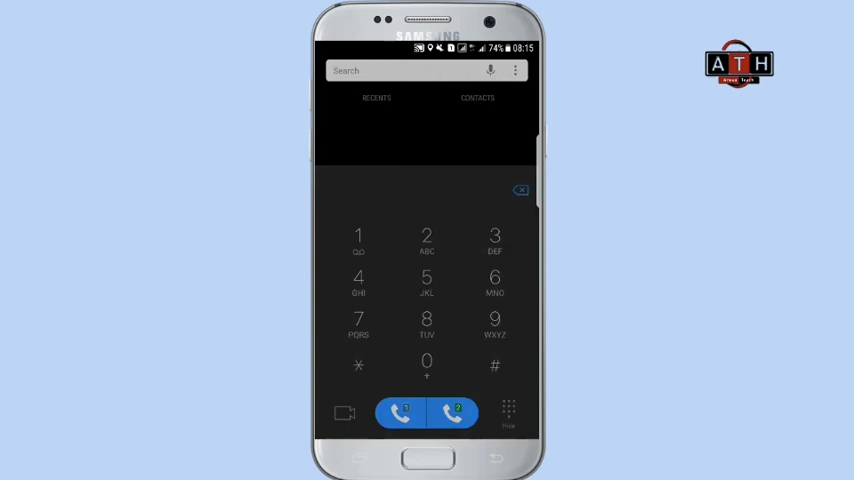 SAMSUNG
74% 08:15
Search
RECENTS CONTACTS
1 2 3
ABC DEF
4 5 6
GHI JKL MNO
7 8 9
PQRS TUV WXYZ
* 0 #
+
1 2
Hide
ATH